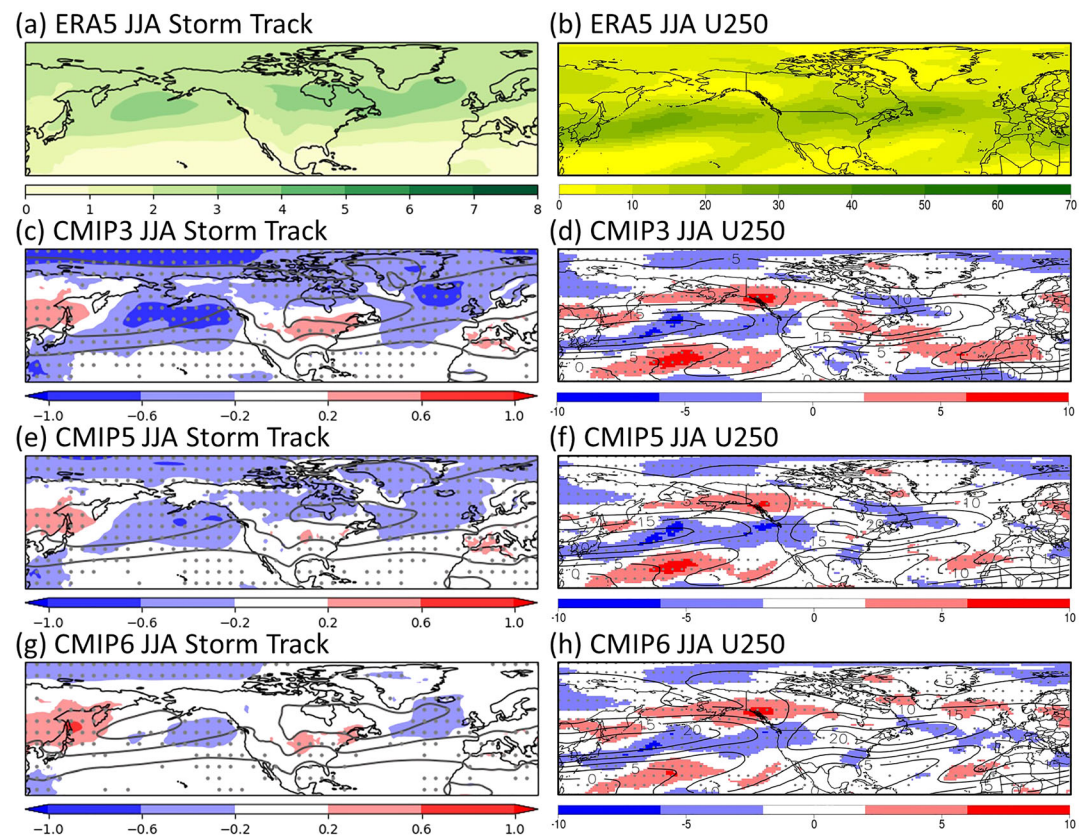 (a) ERA5 JJA Storm Track
(b) ERA5 JJA U250
0 1 2 3 4 5 6 7 8
0 10 20 30 40 50 60 70
(c) CMIP3 JJA Storm Track
(d) CMIP3 JJA U250
−1.0 −0.6 −0.2 0.2 0.6 1.0
-10 -5 0 5 10
(e) CMIP5 JJA Storm Track
(f) CMIP5 JJA U250
−1.0 −0.6 −0.2 0.2 0.6 1.0
-10 -5 0 5 10
(g) CMIP6 JJA Storm Track
(h) CMIP6 JJA U250
−1.0 −0.6 −0.2 0.2 0.6 1.0
-10 -5 0 5 10